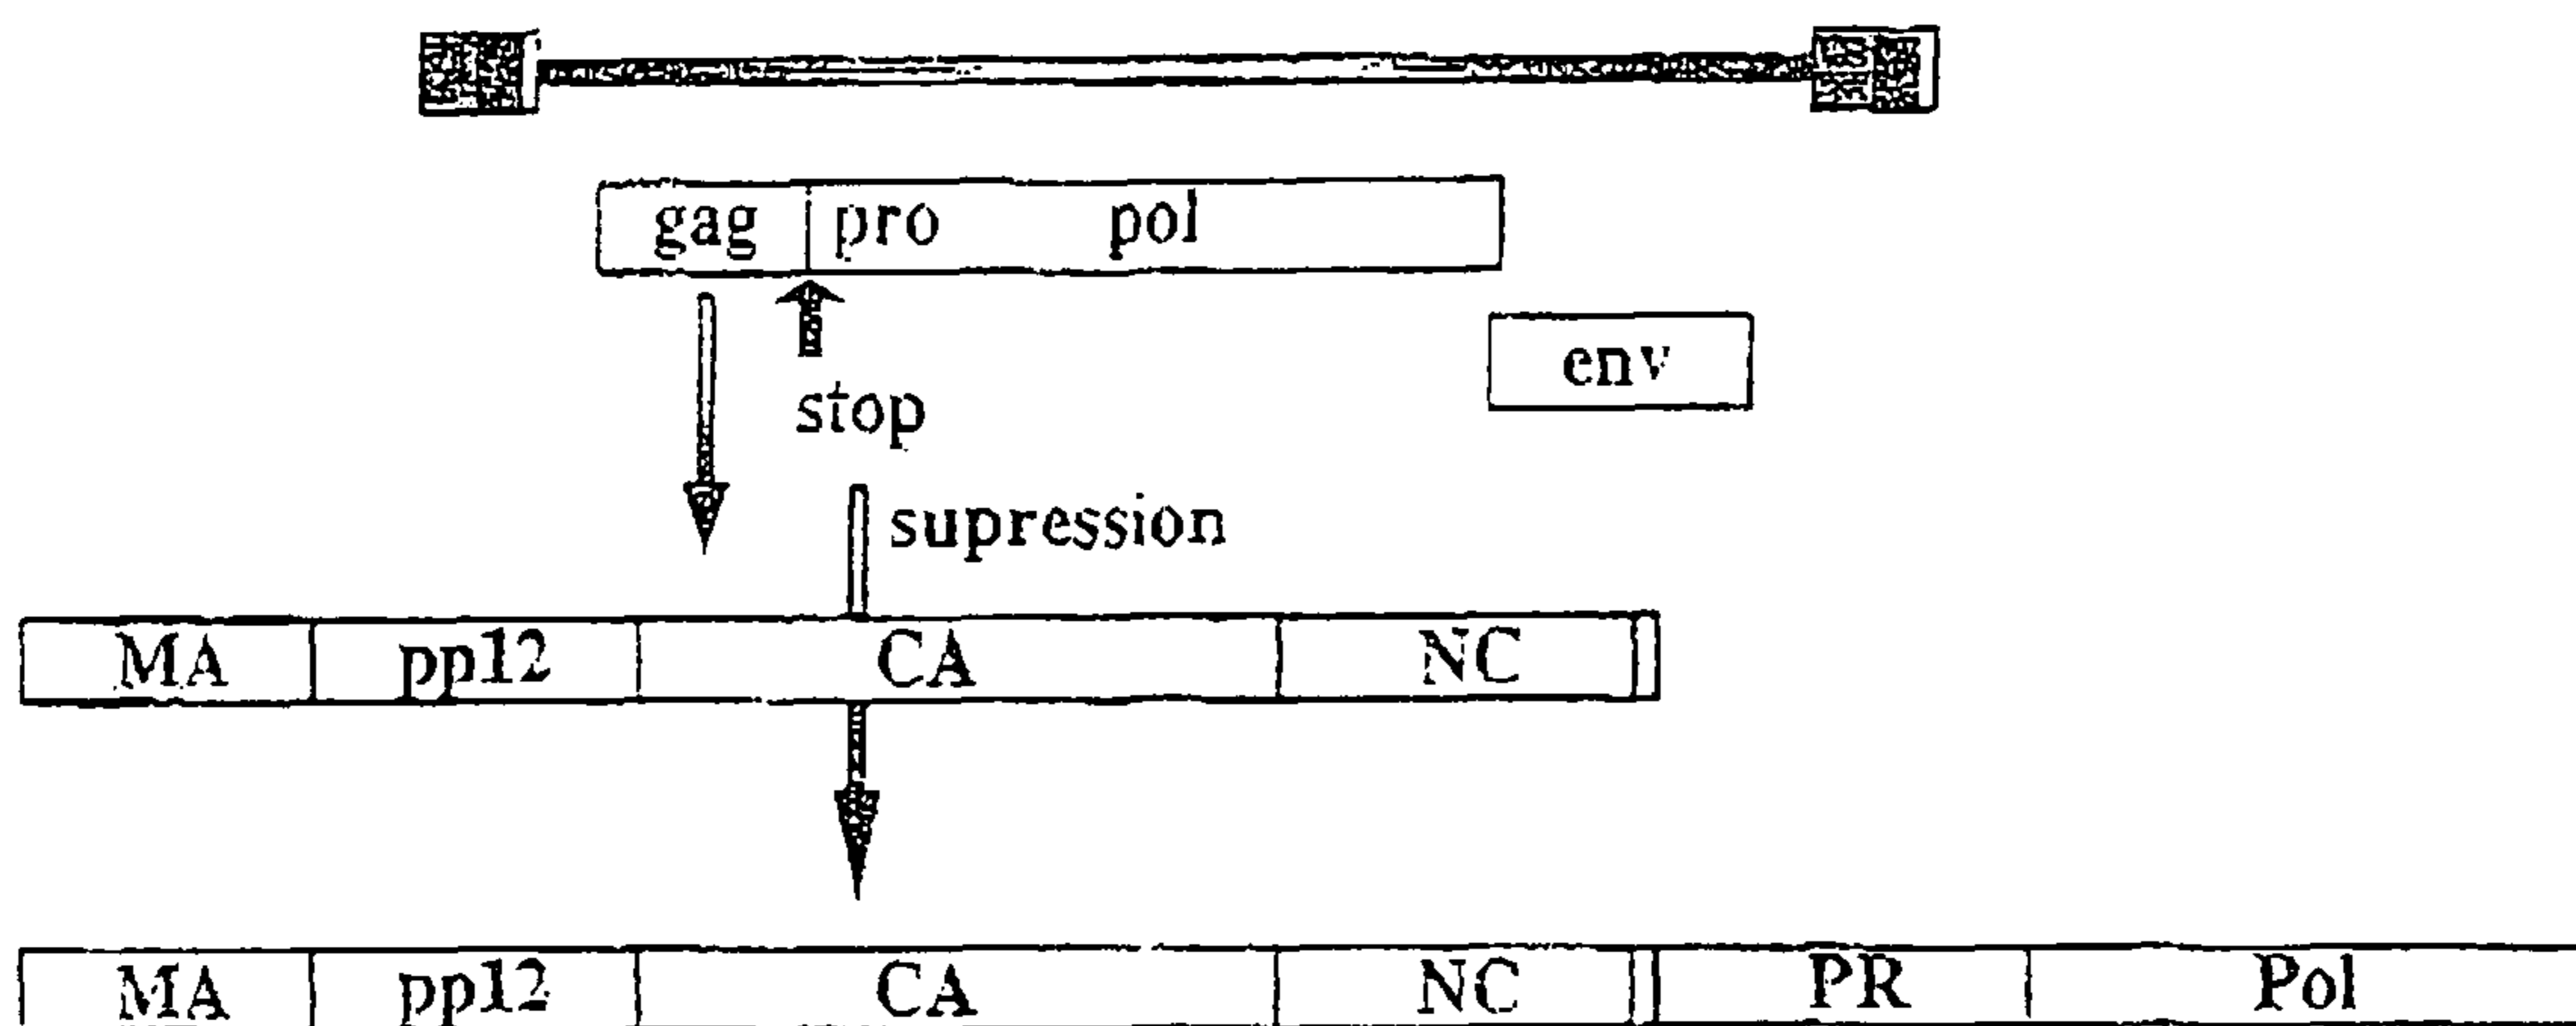 gag pro pol
env
stop
supression
MA pp12 CA NC
MA pp12 CA NC PR Pol